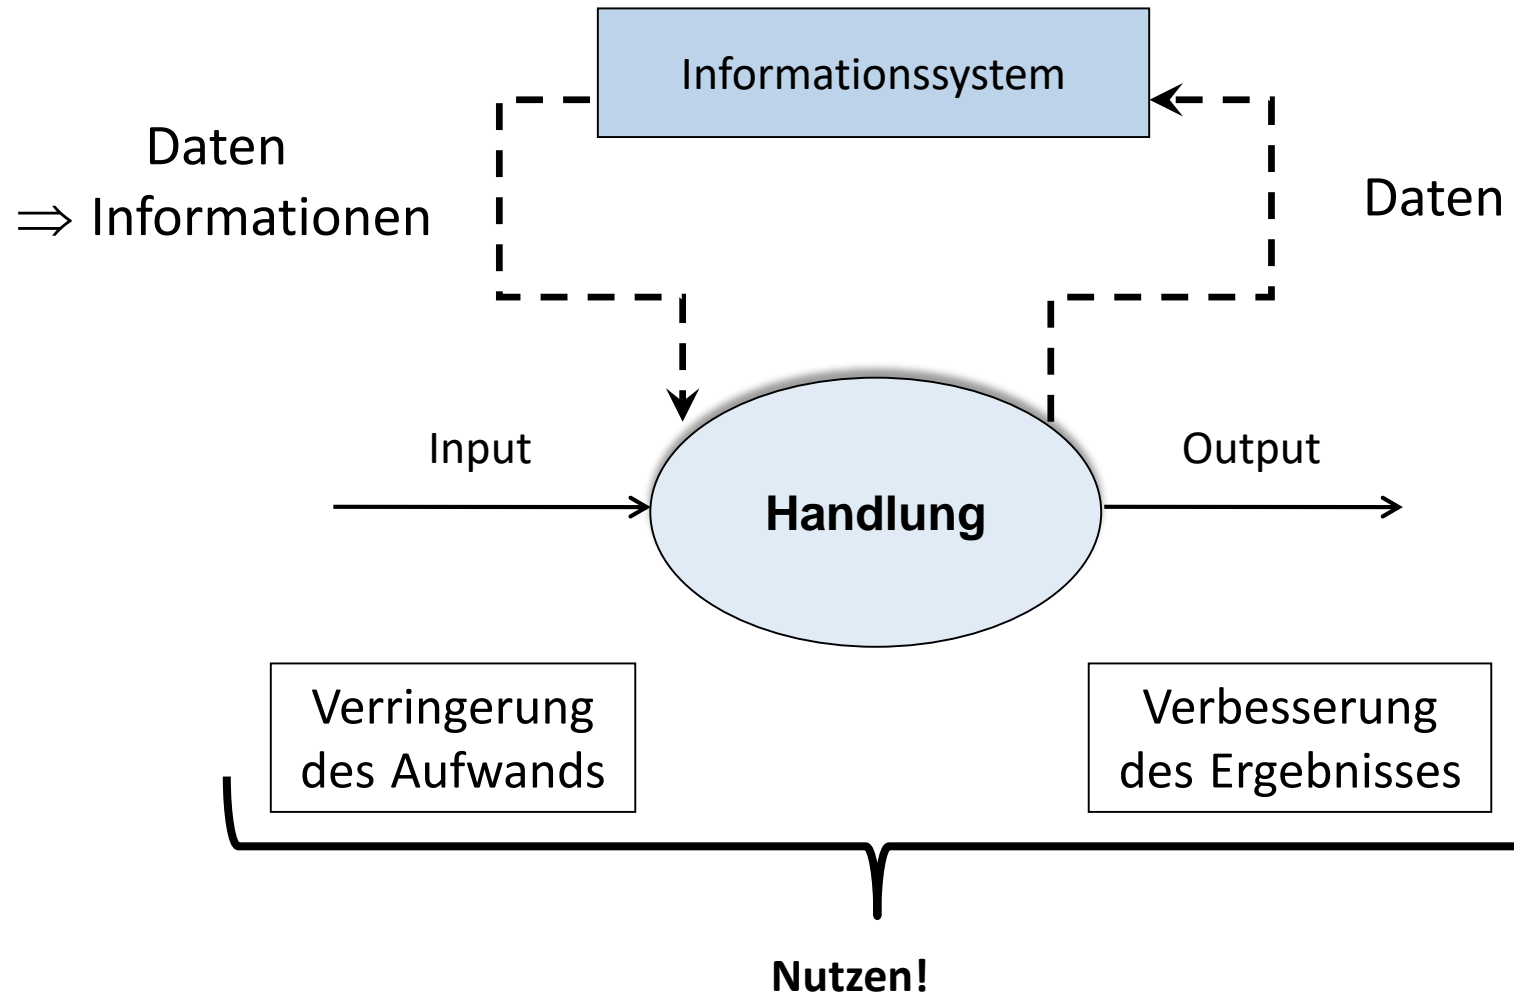 Informationssystem
Daten
⇒ Informationen
Daten
Input
Output
Handlung
Verringerung
des Aufwands
Verbesserung
des Ergebnisses
Nutzen!